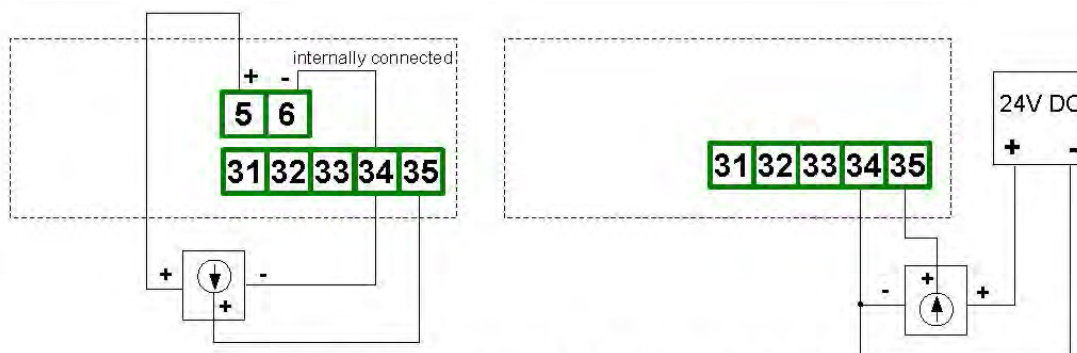 internally connected
+ -
5 6
31 32 33 34 35
+ -
+
24V DC
+ -
31 32 33 34 35
- + +